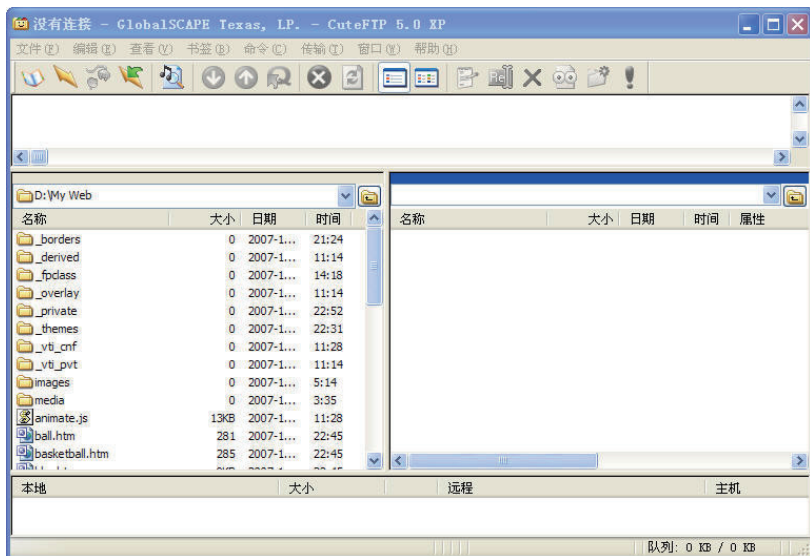 没有连接 - GlobalSCAPE Texas, LP. - CuteFTP 5.0 XP
文件(F) 编辑(E) 查看(V) 书签(B) 命令(C) 传输(T) 窗口(W) 帮助(H)
D:\My Web
名称 大小 日期 时间
名称 大小 日期 时间 属性
_borders 0 2007-1... 21:24
_derived 0 2007-1... 11:14
_fpclass 0 2007-1... 14:18
_overlay 0 2007-1... 11:14
_private 0 2007-1... 22:52
_themes 0 2007-1... 22:31
_vti_cnf 0 2007-1... 11:28
_vti_pvt 0 2007-1... 11:14
images 0 2007-1... 5:14
media 0 2007-1... 3:35
animate.js 13KB 2007-1... 11:28
ball.htm 281 2007-1... 22:45
basketball.htm 285 2007-1... 22:45
本地 大小 远程 主机
队列: 0 KB / 0 KB